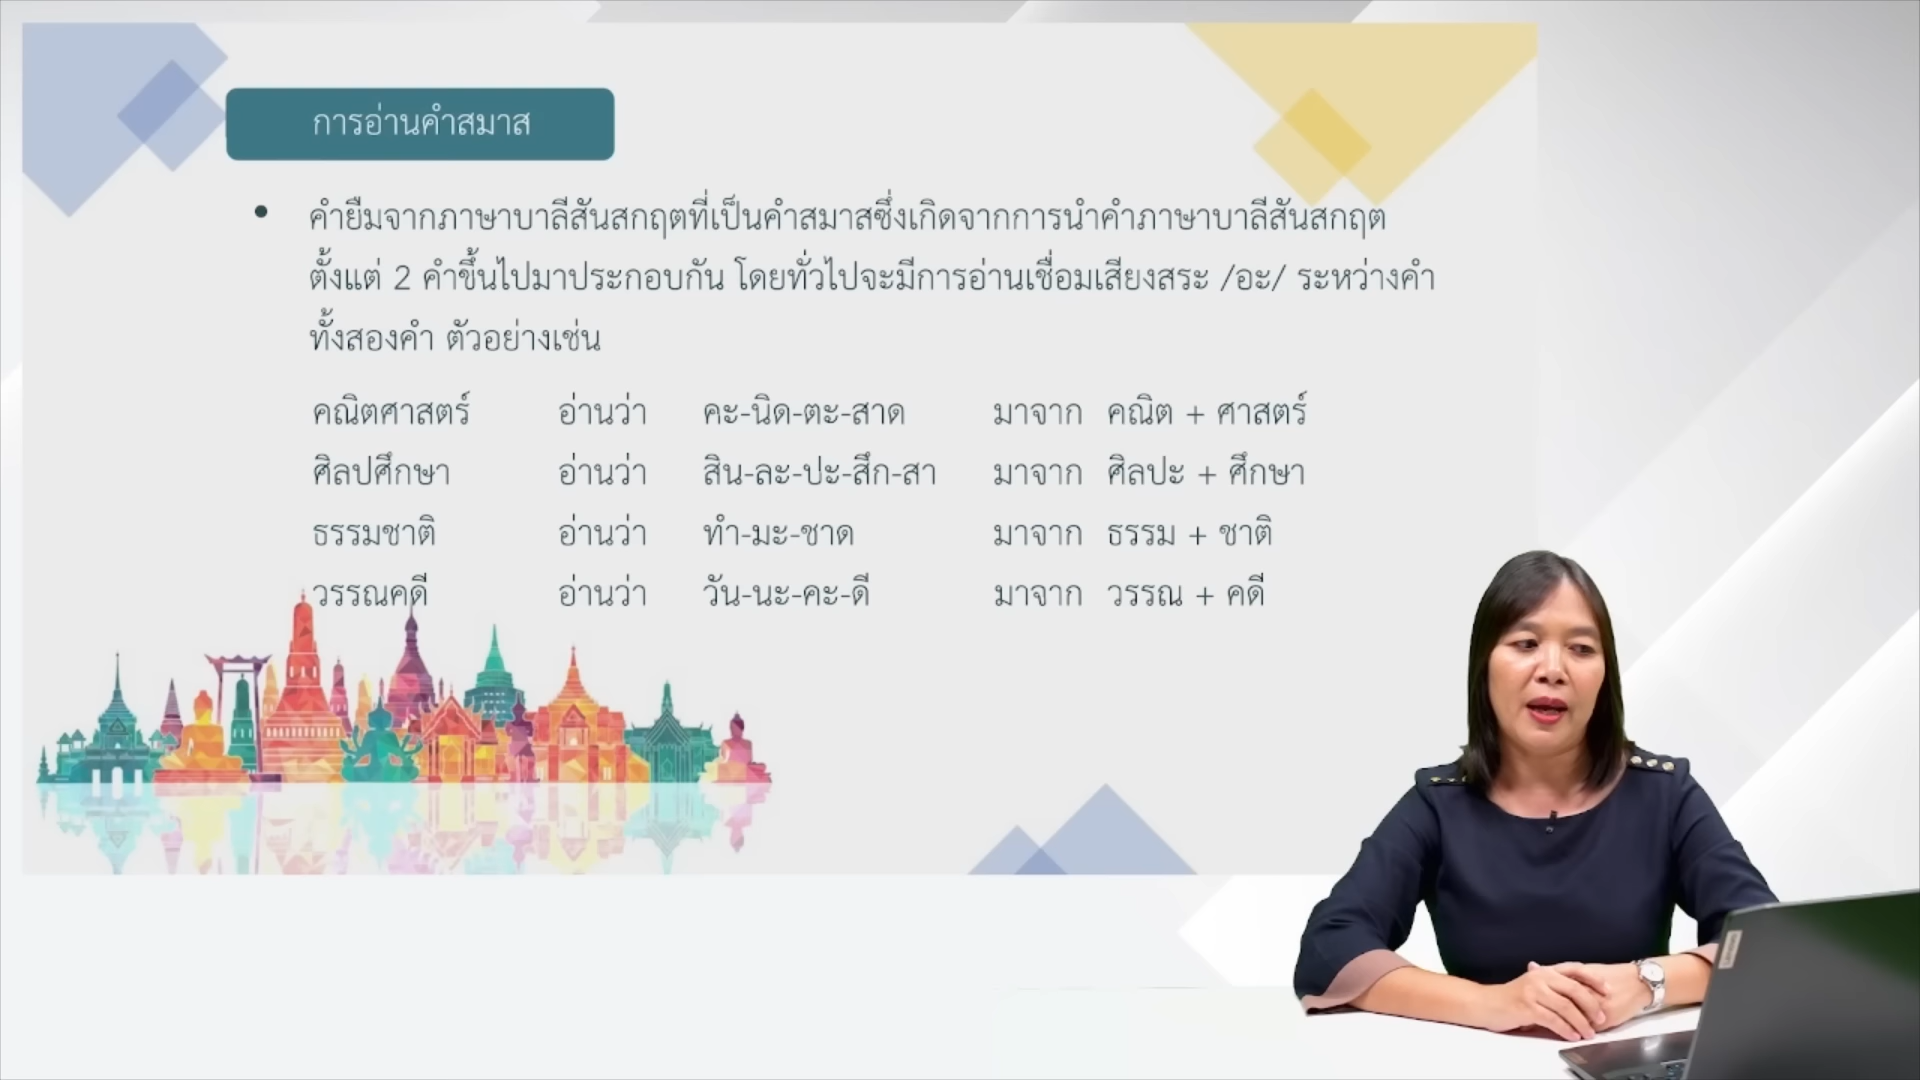 การอ่านคำสมาส
• คำยืมจากภาษาบาลีสันสกฤตที่เป็นคำสมาสซึ่งเกิดจากการนำคำภาษาบาลีสันสกฤต
ตั้งแต่ 2 คำขึ้นไปมาประกอบกัน โดยทั่วไปจะมีการอ่านเชื่อมเสียงสระ /อะ/ ระหว่างคำ
ทั้งสองคำ ตัวอย่างเช่น
คณิตศาสตร์ อ่านว่า คะ-นิด-ตะ-สาด มาจาก คณิต + ศาสตร์
ศิลปศึกษา อ่านว่า สิน-ละ-ปะ-สึก-สา มาจาก ศิลปะ + ศึกษา
ธรรมชาติ อ่านว่า ทำ-มะ-ชาด มาจาก ธรรม + ชาติ
วรรณคดี อ่านว่า วัน-นะ-คะ-ดี มาจาก วรรณ + คดี